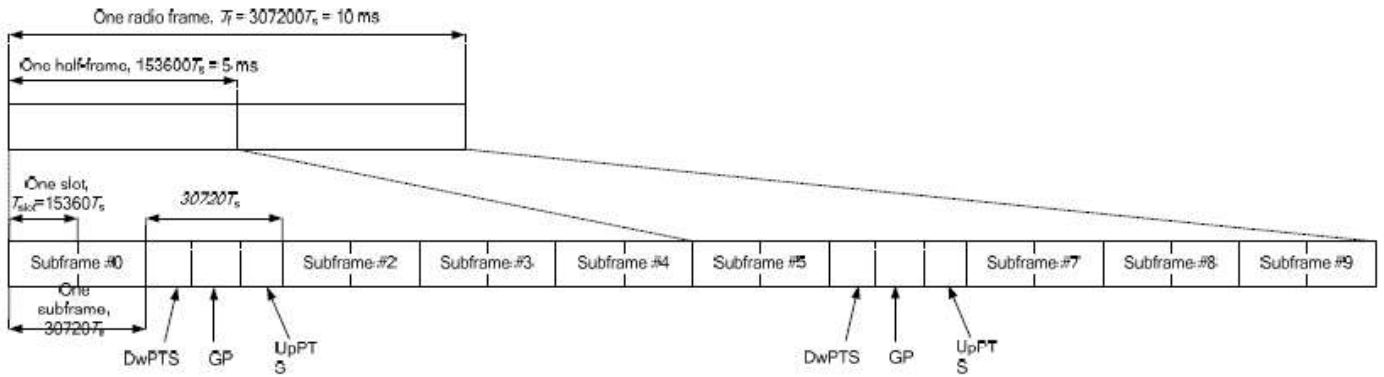 One radio frame, Tf = 307200Ts = 10 ms
One half-frame, 153600Ts = 5 ms
One slot,
Tslot=15360Ts
30720Ts
Subframe #0
Subframe #2
Subframe #3
Subframe #4
Subframe #5
Subframe #7
Subframe #8
Subframe #9
One
subframe,
30720Ts
DwPTS
GP
UpPT
S
DwPTS
GP
UpPT
S